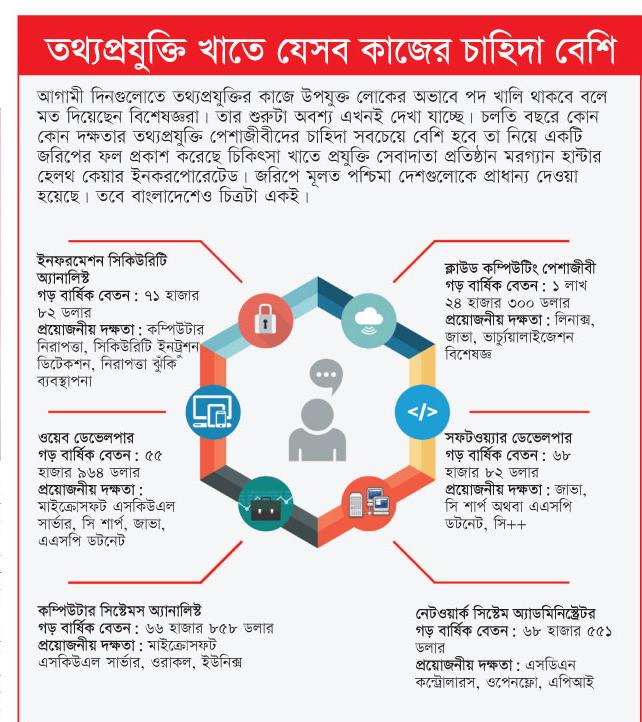 তথ্যপ্রযুক্তি খাতে যেসব কাজের চাহিদা বেশি
আগামী দিনগুলোতে তথ্যপ্রযুক্তির কাজে উপযুক্ত লোকের অভাবে পদ খালি থাকবে বলে
মত দিয়েছেন বিশেষজ্ঞরা। তার শুরুটা অবশ্য এখনই দেখা যাচ্ছে। চলতি বছরে কোন
কোন দক্ষতার তথ্যপ্রযুক্তি পেশাজীবীদের চাহিদা সবচেয়ে বেশি হবে তা নিয়ে একটি
জরিপের ফল প্রকাশ করেছে চিকিৎসা খাতে প্রযুক্তি সেবাদাতা প্রতিষ্ঠান মরগ্যান হান্টার
হেলথ কেয়ার ইনকরপোরেটেড। জরিপে মূলত পশ্চিমা দেশগুলোকে প্রাধান্য দেওয়া
হয়েছে। তবে বাংলাদেশেও চিত্রটা একই।
ইনফরমেশন সিকিউরিটি
অ্যানালিস্ট
গড় বার্ষিক বেতন : ৭১ হাজার
৮২ ডলার
প্রয়োজনীয় দক্ষতা : কম্পিউটার
নিরাপত্তা, সিকিউরিটি ইনট্রুশন
ডিটেকশন, নিরাপত্তা ঝুঁকি
ব্যবস্থাপনা
ক্লাউড কম্পিউটিং পেশাজীবী
গড় বার্ষিক বেতন : ১ লাখ
২৪ হাজার ৩০০ ডলার
প্রয়োজনীয় দক্ষতা : লিনাক্স,
জাভা, ভার্চ্যুয়ালাইজেশন
বিশেষজ্ঞ
</>
ওয়েব ডেভেলপার
গড় বার্ষিক বেতন : ৫৫
হাজার ৯৬৪ ডলার
প্রয়োজনীয় দক্ষতা :
মাইক্রোসফট এসকিউএল
সার্ভার, সি শার্প, জাভা,
এএসপি ডটনেট
সফটওয়্যার ডেভেলপার
গড় বার্ষিক বেতন : ৬৮
হাজার ৮২ ডলার
প্রয়োজনীয় দক্ষতা : জাভা,
সি শার্প অথবা এএসপি
ডটনেট, সি++
কম্পিউটার সিস্টেমস অ্যানালিস্ট
গড় বার্ষিক বেতন : ৬৬ হাজার ৮৫৮ ডলার
প্রয়োজনীয় দক্ষতা : মাইক্রোসফট
এসকিউএল সার্ভার, ওরাকল, ইউনিক্স
নেটওয়ার্ক সিস্টেম অ্যাডমিনিস্ট্রেটর
গড় বার্ষিক বেতন : ৬৮ হাজার ৫৫১
ডলার
প্রয়োজনীয় দক্ষতা : এসডিএন
কন্ট্রোলারস, ওপেনফ্লো, এপিআই